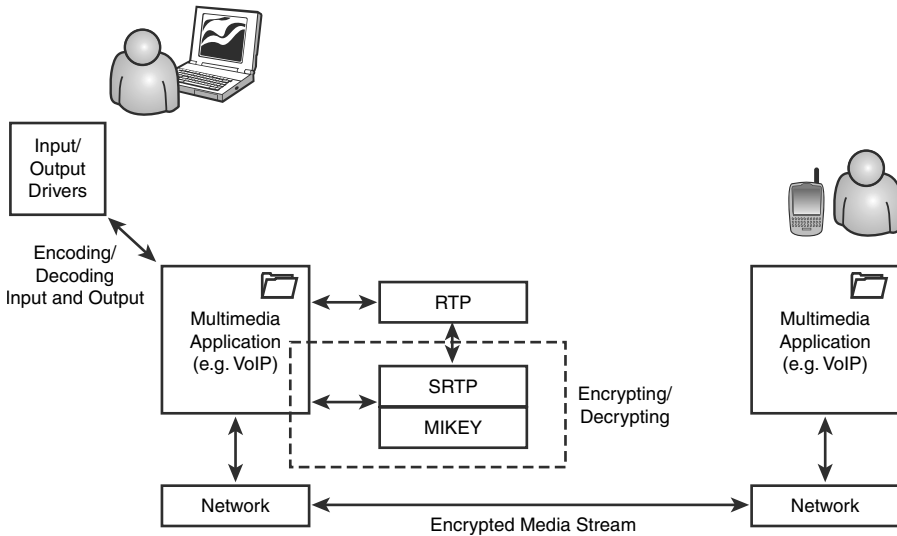 Input/
Output
Drivers
Encoding/
Decoding
Input and Output
Multimedia
Application
(e.g. VoIP)
RTP
SRTP
MIKEY
Encrypting/
Decrypting
Multimedia
Application
(e.g. VoIP)
Network
Encrypted Media Stream
Network